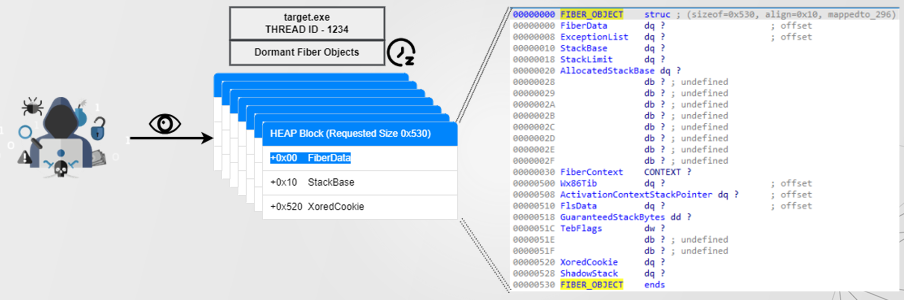 target.exe
THREAD ID - 1234
Dormant Fiber Objects
z
HEAP Block (Requested Size 0x530)
+0x00 FiberData
+0x10 StackBase
+0x520 XoredCookie
00000000 FIBER_OBJECT struc ; (sizeof=0x530, align=0x10, mappedto_296)
00000000 FiberData dq ? ; offset
00000008 ExceptionList dq ? ; offset
00000010 StackBase dq ?
00000018 StackLimit dq ?
00000020 AllocatedStackBase dq ?
00000028 db ? ; undefined
00000029 db ? ; undefined
0000002A db ? ; undefined
0000002B db ? ; undefined
0000002C db ? ; undefined
0000002D db ? ; undefined
0000002E db ? ; undefined
0000002F db ? ; undefined
00000030 FiberContext CONTEXT ?
00000500 Wx86Tib dq ? ; offset
00000508 ActivationContextStackPointer dq ? ; offset
00000510 FlsData dq ? ; offset
00000518 GuaranteedStackBytes dd ?
0000051C TebFlags dw ?
0000051E db ? ; undefined
0000051F db ? ; undefined
00000520 XoredCookie dq ?
00000528 ShadowStack dq ?
00000530 FIBER_OBJECT ends